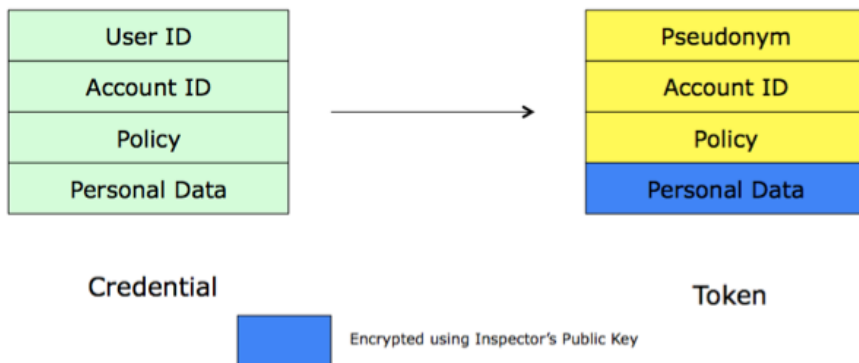 User ID
Account ID
Policy
Personal Data
Credential
Pseudonym
Account ID
Policy
Personal Data
Token
Encrypted using Inspector's Public Key